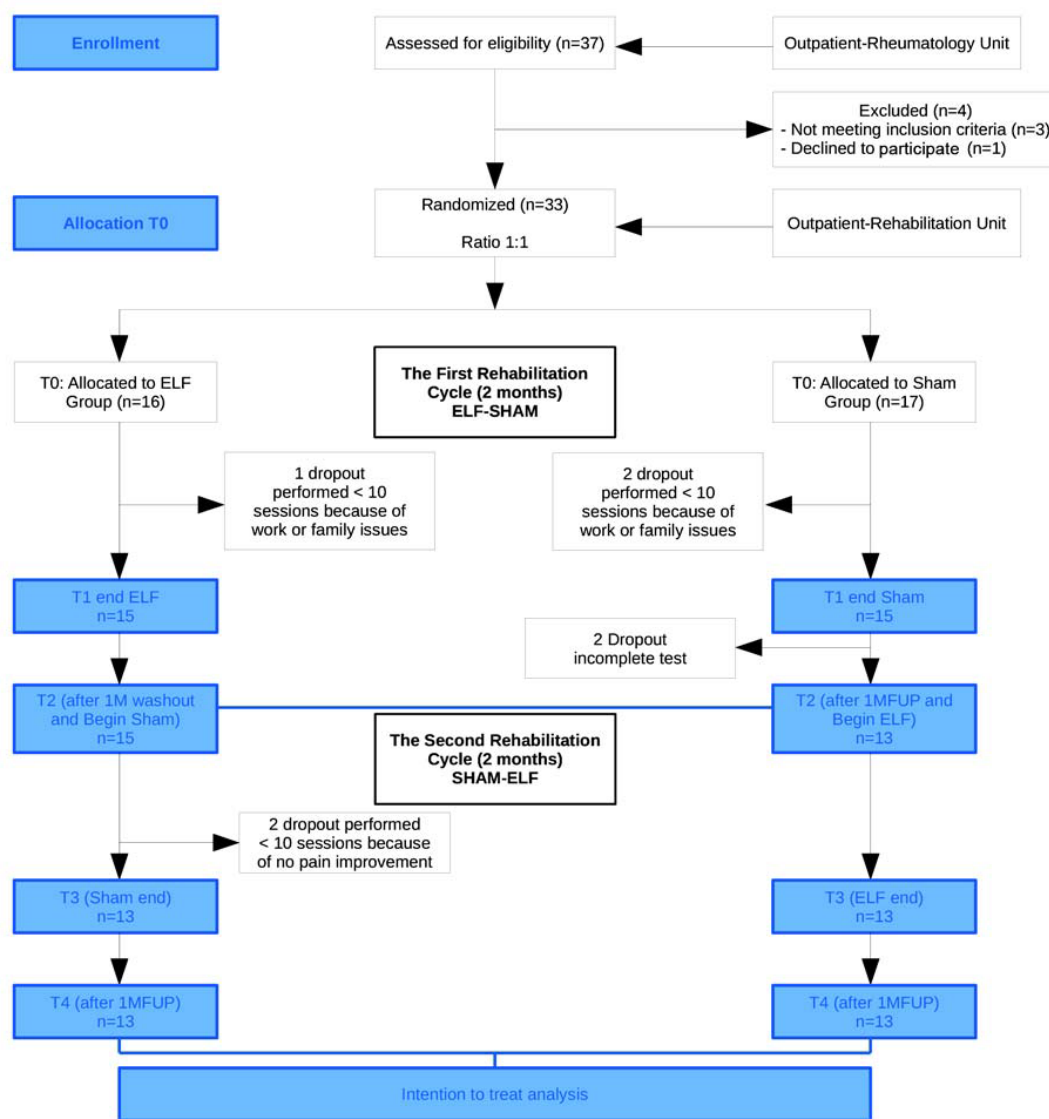 Enrollment
Assessed for eligibility (n=37)
Outpatient-Rheumatology Unit
Excluded (n=4)
- Not meeting inclusion criteria (n=3)
- Declined to participate (n=1)
Allocation T0
Randomized (n=33)
Ratio 1:1
Outpatient-Rehabilitation Unit
T0: Allocated to ELF
Group (n=16)
The First Rehabilitation
Cycle (2 months)
ELF-SHAM
T0: Allocated to Sham
Group (n=17)
1 dropout
performed < 10
sessions because of
work or family issues
2 dropout
performed < 10
sessions because of
work or family issues
T1 end ELF
n=15
T1 end Sham
n=15
2 Dropout
incomplete test
T2 (after 1M washout
and Begin Sham)
n=15
T2 (after 1MFUP and
Begin ELF)
n=13
The Second Rehabilitation
Cycle (2 months)
SHAM-ELF
2 dropout performed
< 10 sessions because
of no pain improvement
T3 (Sham end)
n=13
T3 (ELF end)
n=13
T4 (after 1MFUP)
n=13
T4 (after 1MFUP)
n=13
Intention to treat analysis